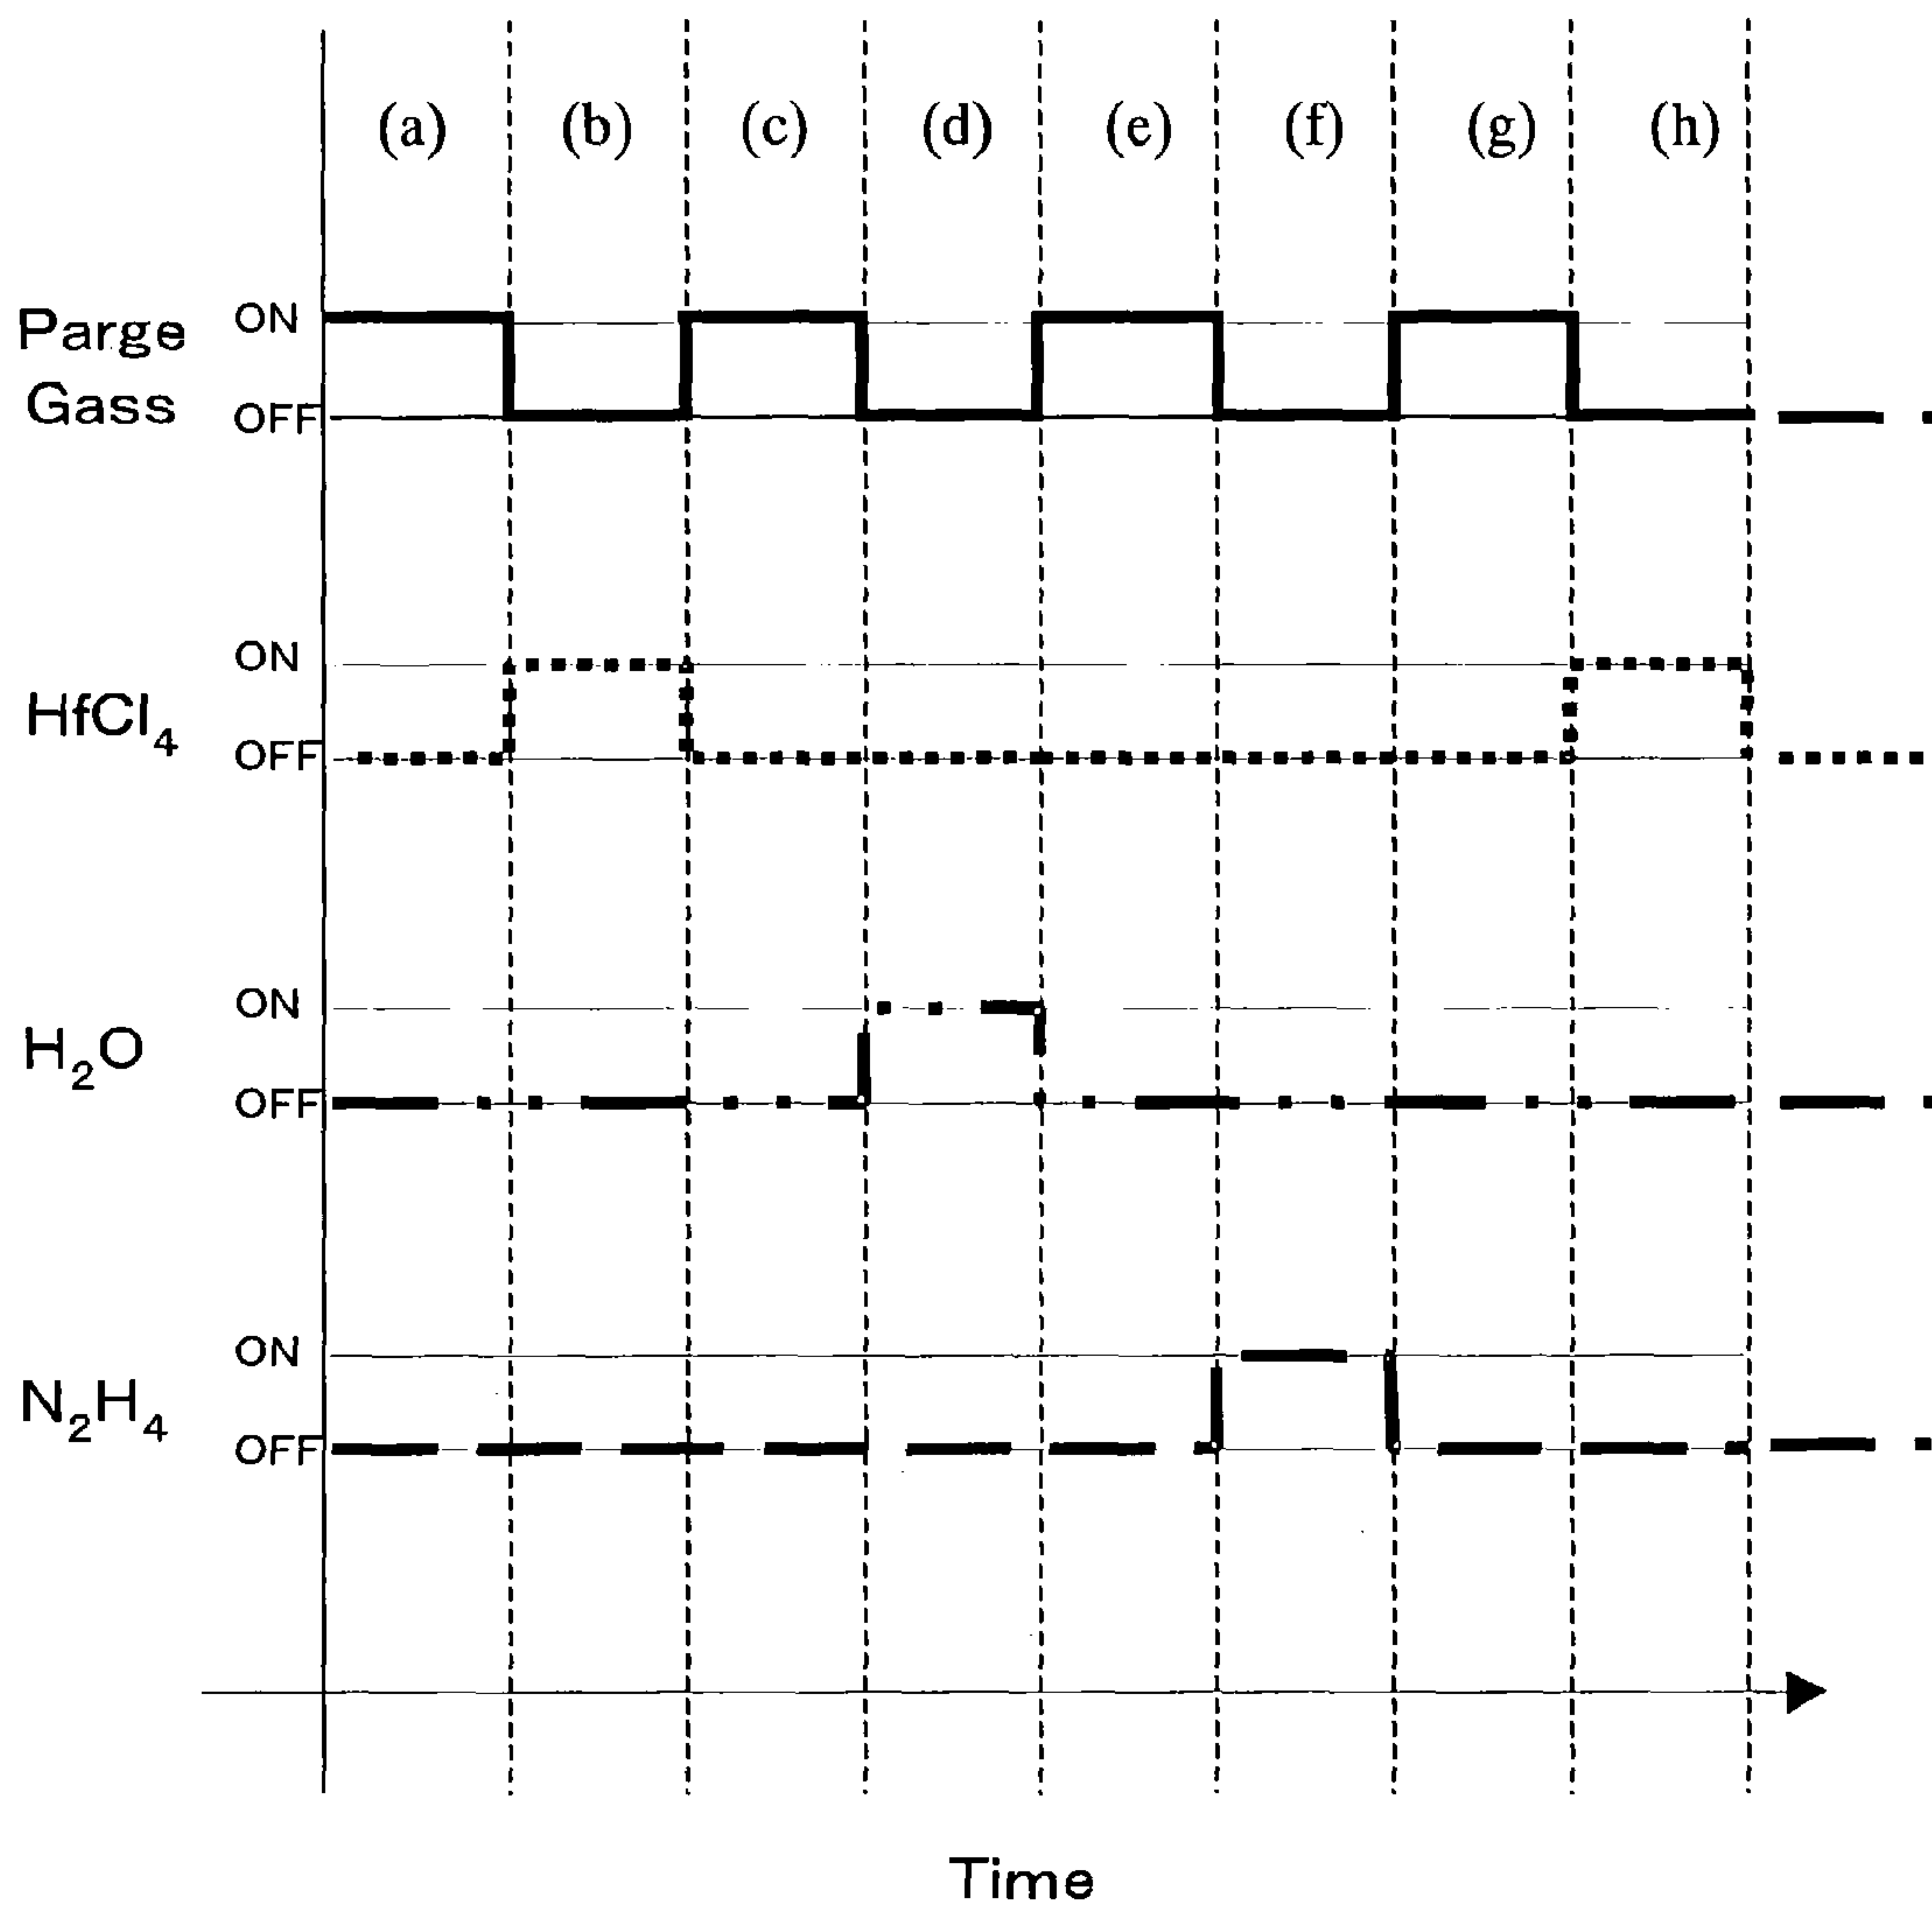 (a) (b) (c) (d) (e) (f) (g) (h)
Parge
Gass
ON
OFF
HfCl4
ON
OFF
H2O
ON
OFF
N2H4
ON
OFF
Time